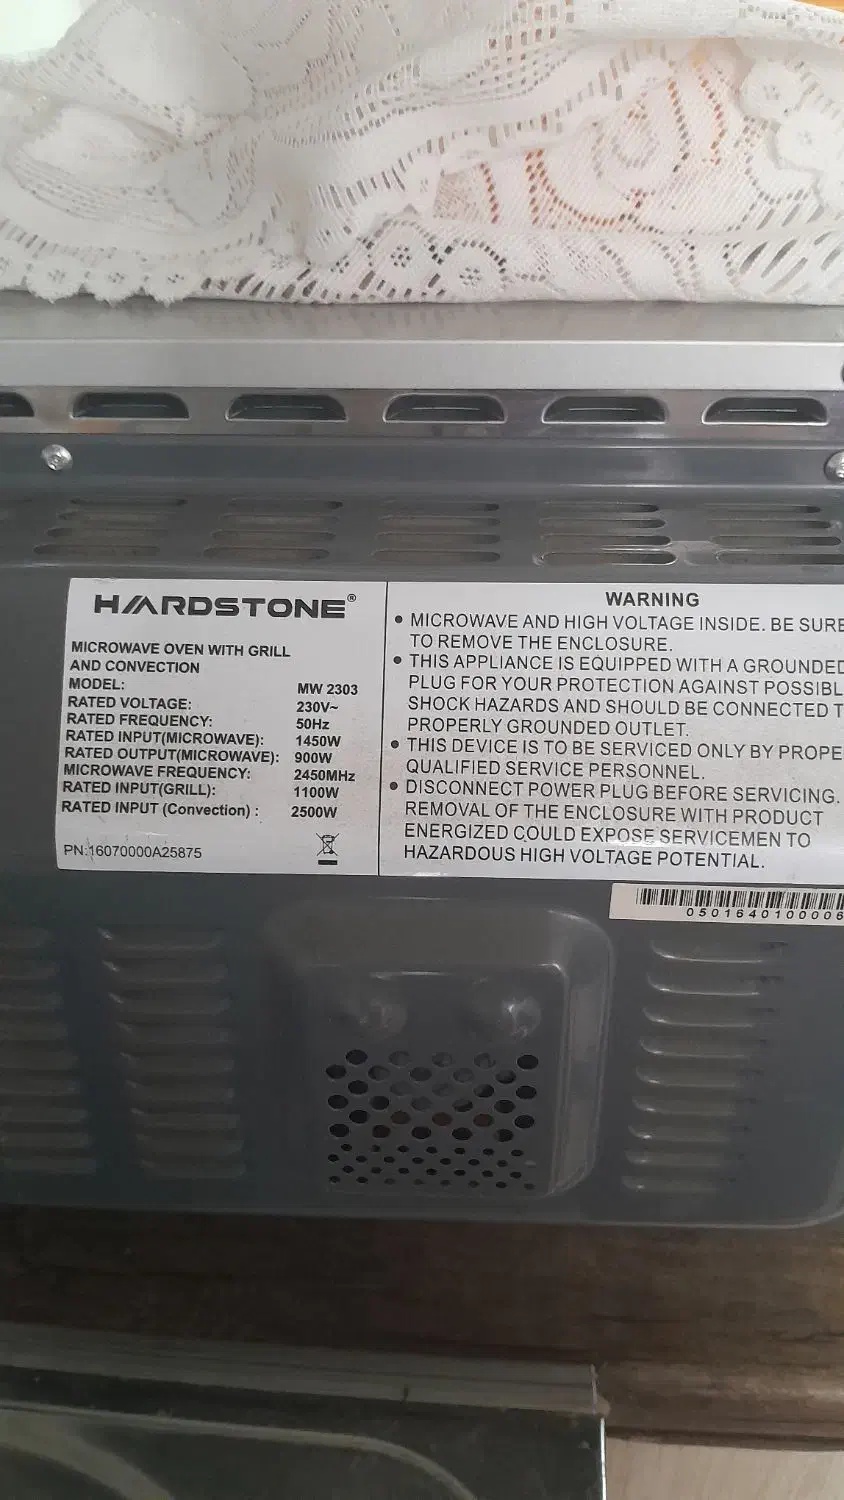 HARDSTONE®
MICROWAVE OVEN WITH GRILL
AND CONVECTION
MODEL: MW 2303
RATED VOLTAGE: 230V~
RATED FREQUENCY: 50Hz
RATED INPUT(MICROWAVE): 1450W
RATED OUTPUT(MICROWAVE): 900W
MICROWAVE FREQUENCY: 2450MHz
RATED INPUT(GRILL): 1100W
RATED INPUT (Convection) : 2500W
PN:16070000A25875
WARNING
• MICROWAVE AND HIGH VOLTAGE INSIDE. BE SURE
TO REMOVE THE ENCLOSURE.
• THIS APPLIANCE IS EQUIPPED WITH A GROUNDED
PLUG FOR YOUR PROTECTION AGAINST POSSIBL
SHOCK HAZARDS AND SHOULD BE CONNECTED T
PROPERLY GROUNDED OUTLET.
• THIS DEVICE IS TO BE SERVICED ONLY BY PROPE
QUALIFIED SERVICE PERSONNEL.
• DISCONNECT POWER PLUG BEFORE SERVICING.
REMOVAL OF THE ENCLOSURE WITH PRODUCT
ENERGIZED COULD EXPOSE SERVICEMEN TO
HAZARDOUS HIGH VOLTAGE POTENTIAL.
0501640100006